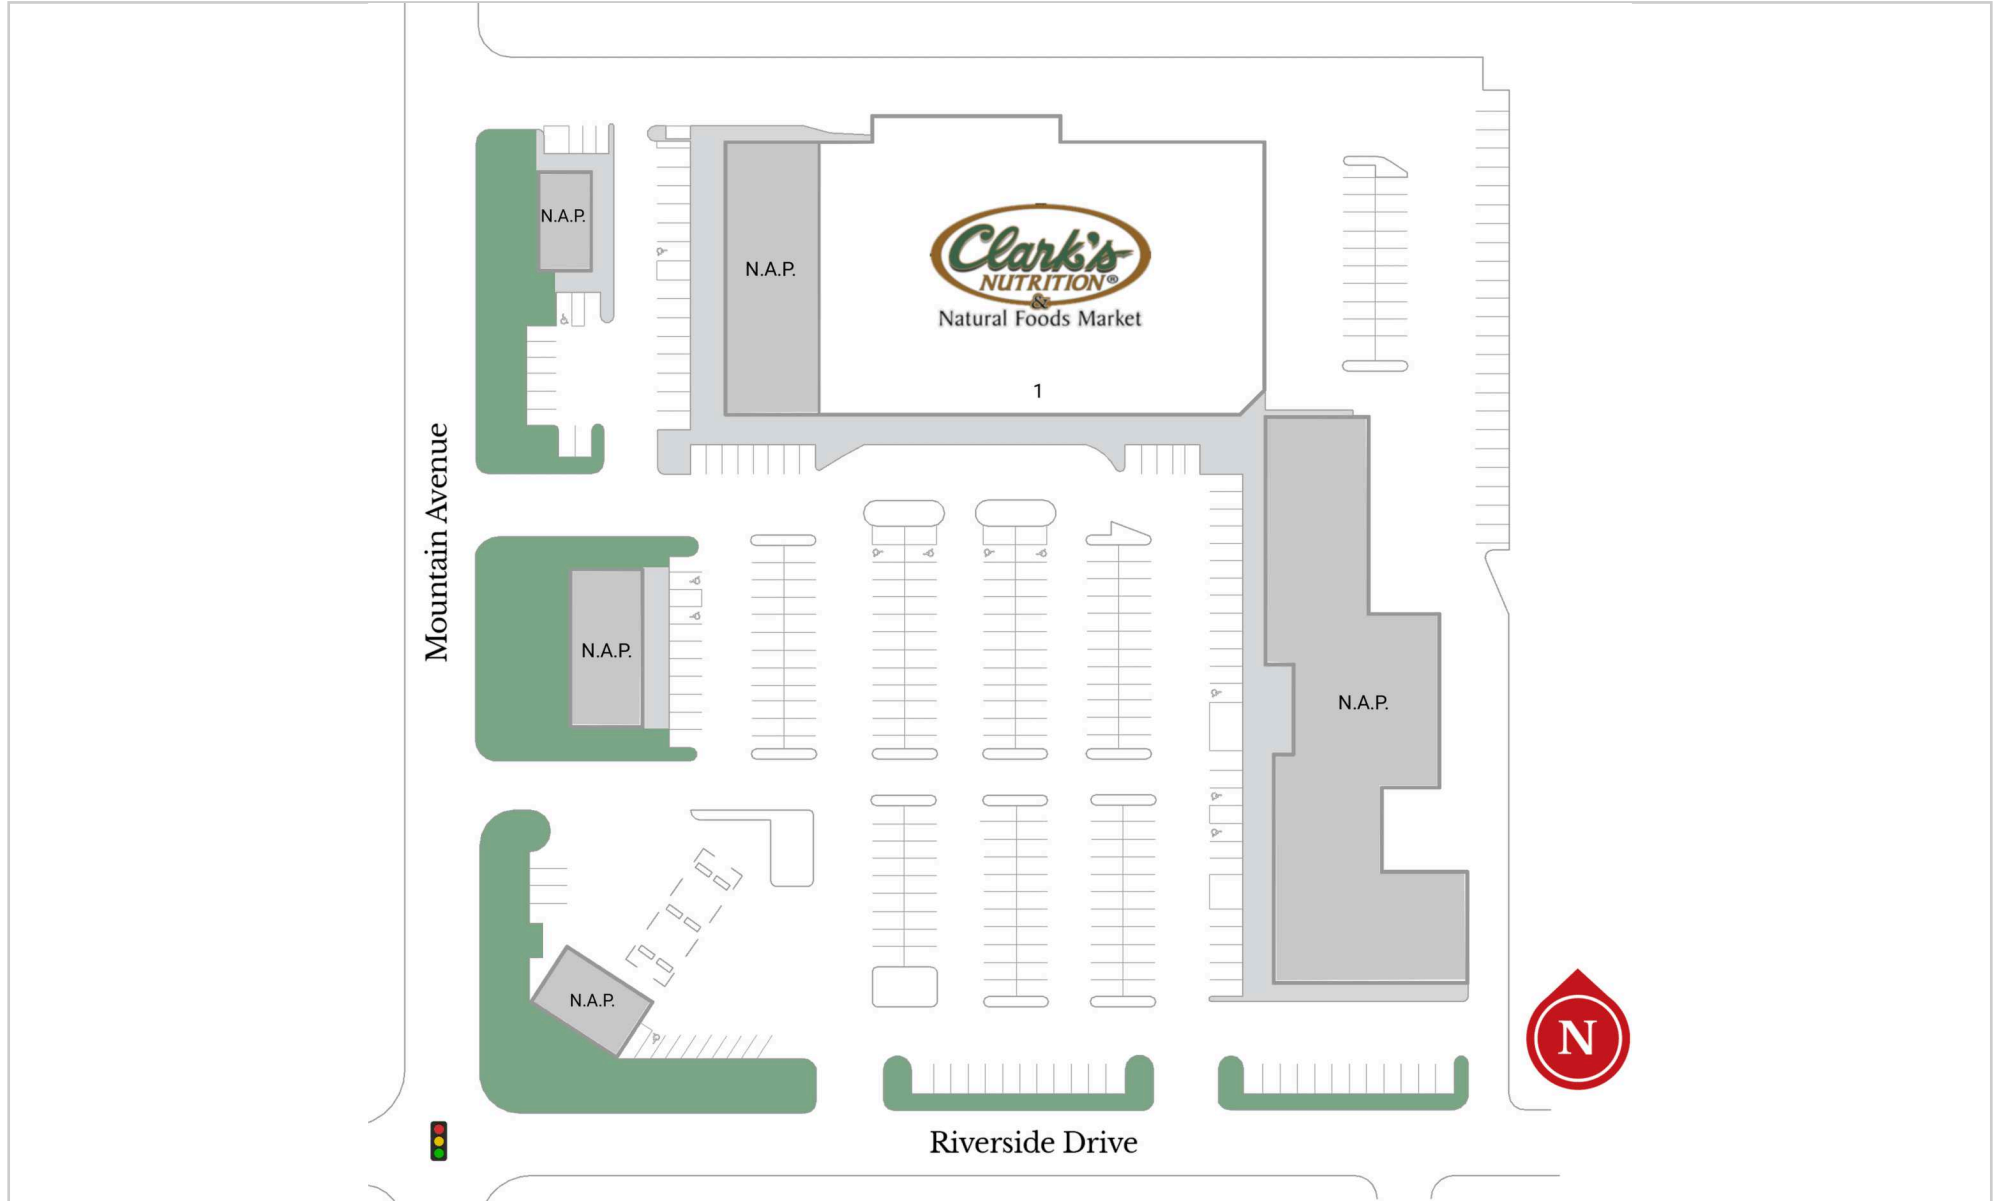 N.A.P.
N.A.P.
Clark's
NUTRITION®
&
Natural Foods Market
1
Mountain Avenue
N.A.P.
N.A.P.
N.A.P.
N
Riverside Drive